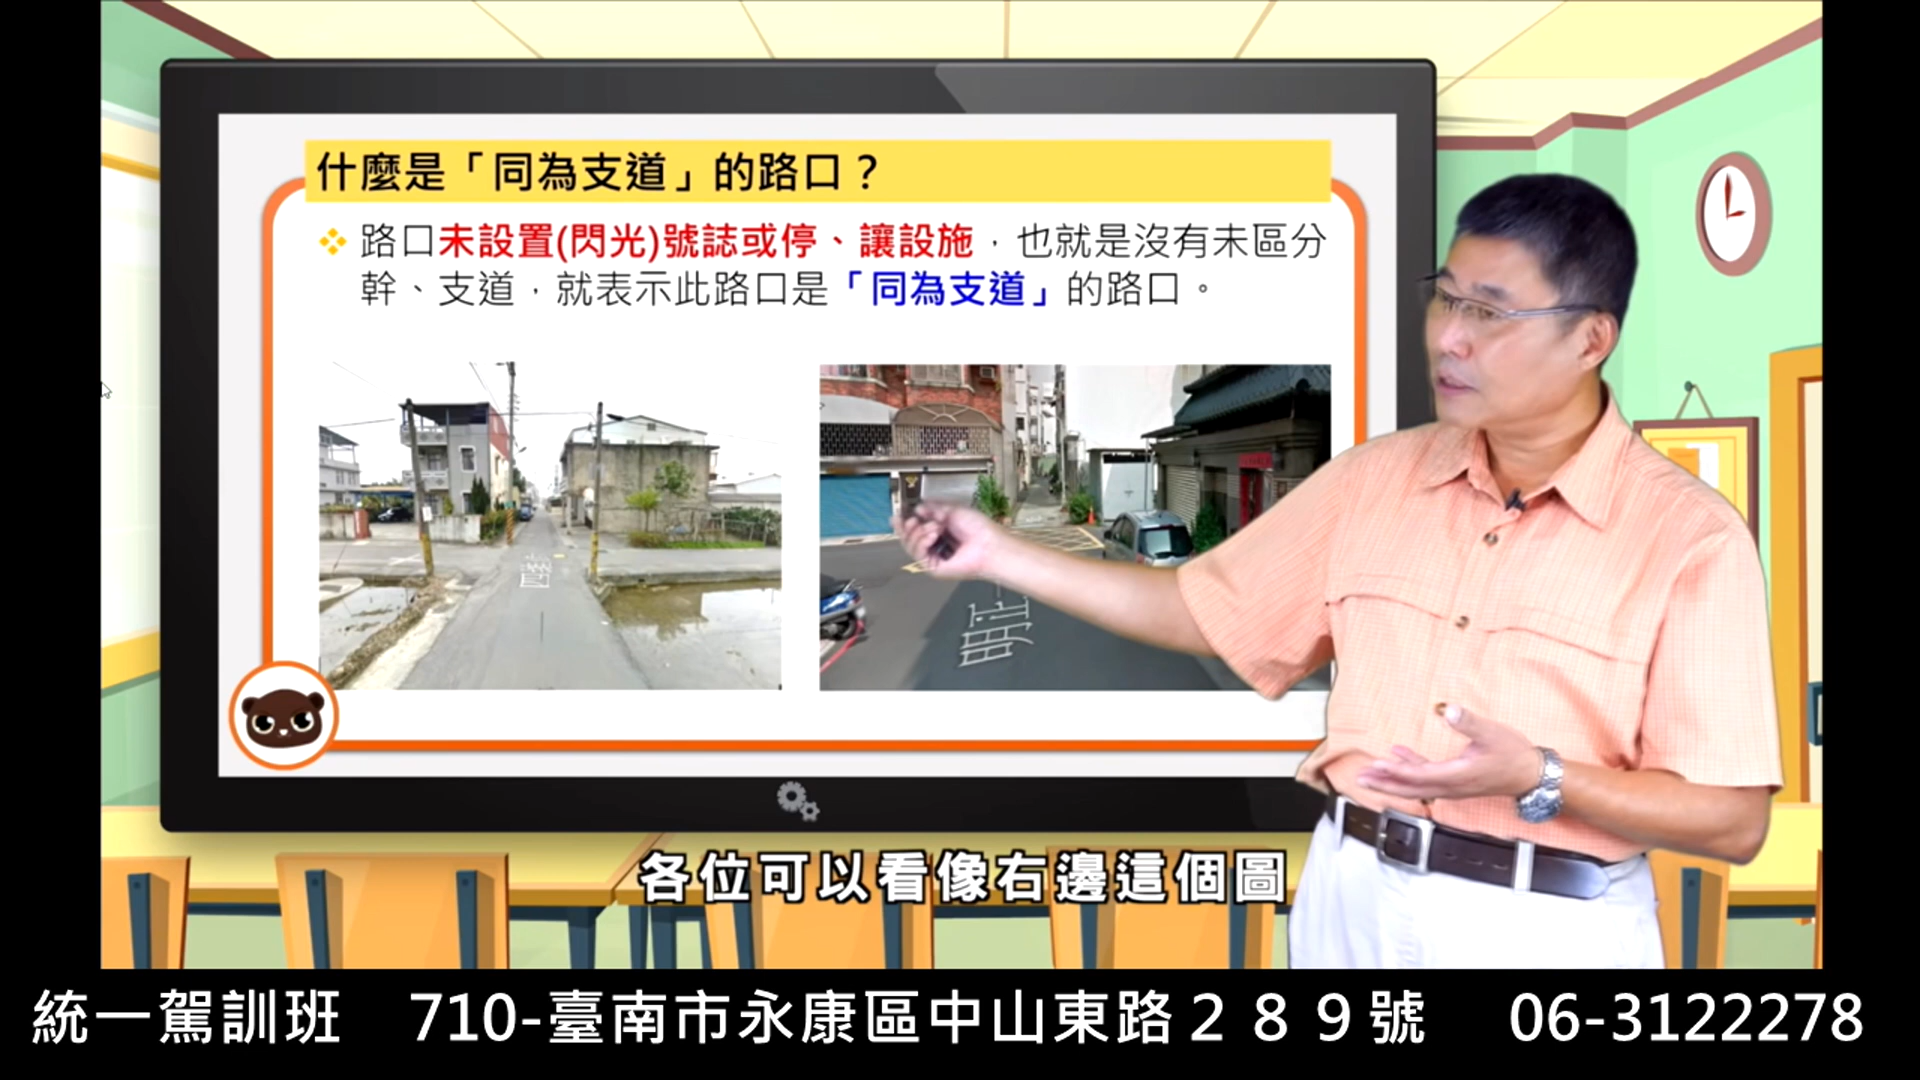 什麼是「同為支道」的路口？
路口未設置(閃光)號誌或停、讓設施，也就是沒有未區分
幹、支道，就表示此路口是「同為支道」的路口。
四維
明正
各位可以看像右邊這個圖
統一駕訓班 710-臺南市永康區中山東路２８９號 06-3122278